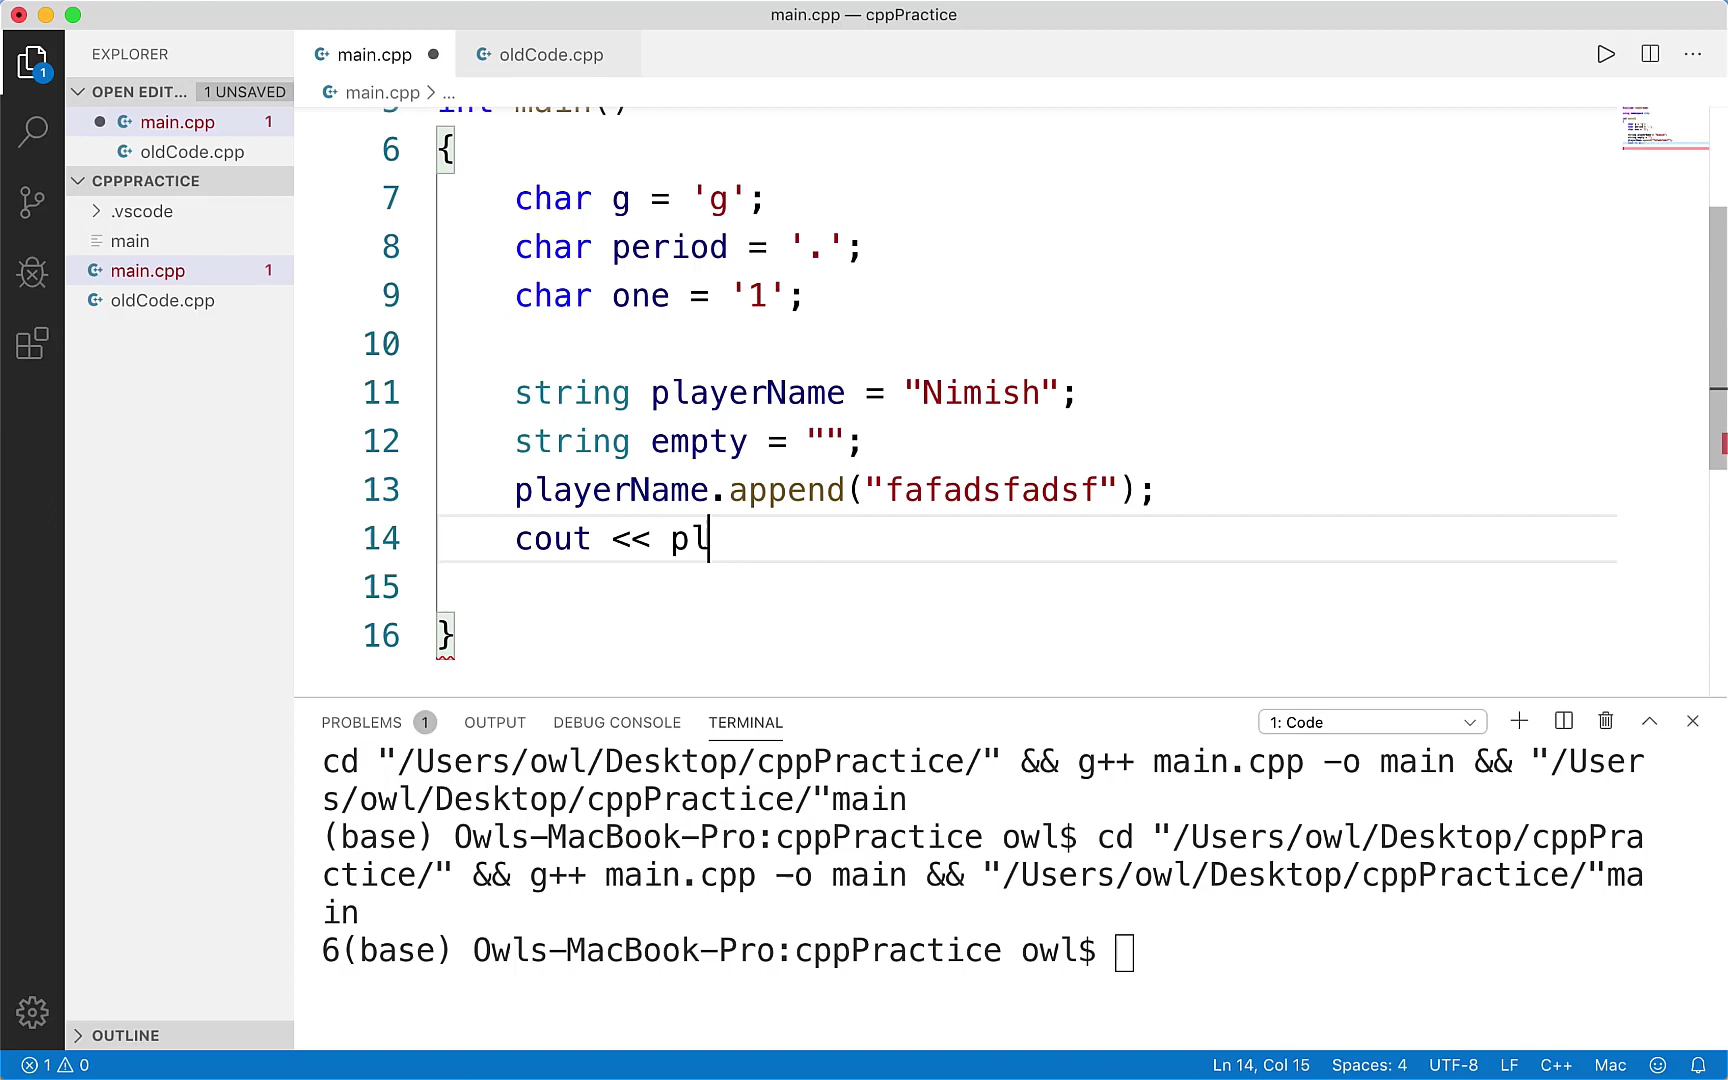 main.cpp — cppPractice
EXPLORER
main.cpp
oldCode.cpp
OPEN EDIT... 1 UNSAVED
main.cpp > ...
main.cpp 1
oldCode.cpp
CPPPRACTICE
.vscode
main
main.cpp 1
oldCode.cpp
OUTLINE
1
5 int main()
6 {
7 char g = 'g';
8 char period = '.';
9 char one = '1';
10
11 string playerName = "Nimish";
12 string empty = "";
13 playerName.append("fafadsfadsf");
14 cout << pl
15
16 }
PROBLEMS 1 OUTPUT DEBUG CONSOLE TERMINAL 1: Code
cd "/Users/owl/Desktop/cppPractice/" && g++ main.cpp -o main && "/User
s/owl/Desktop/cppPractice/"main
(base) Owls-MacBook-Pro:cppPractice owl$ cd "/Users/owl/Desktop/cppPra
ctice/" && g++ main.cpp -o main && "/Users/owl/Desktop/cppPractice/"ma
in
6(base) Owls-MacBook-Pro:cppPractice owl$
1 0 Ln 14, Col 15 Spaces: 4 UTF-8 LF C++ Mac